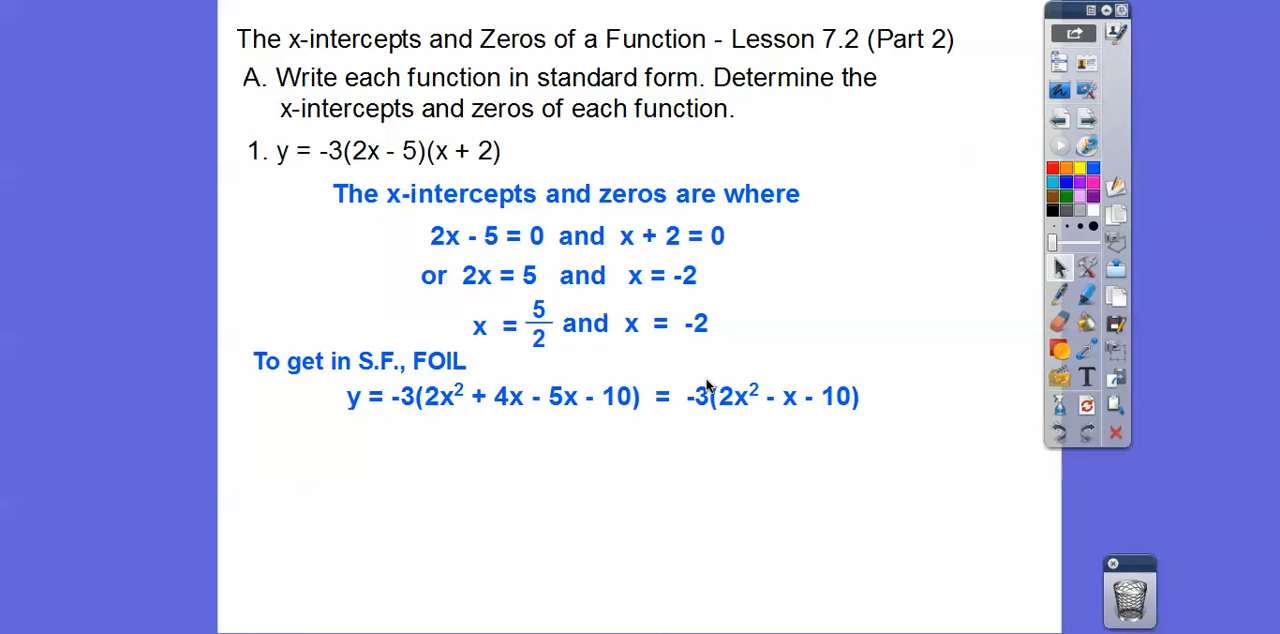 The x-intercepts and Zeros of a Function - Lesson 7.2 (Part 2)
A. Write each function in standard form. Determine the
x-intercepts and zeros of each function.
1. y = -3(2x - 5)(x + 2)
The x-intercepts and zeros are where
2x - 5 = 0 and x + 2 = 0
or 2x = 5 and x = -2
x = 5/2 and x = -2
To get in S.F., FOIL
y = -3(2x² + 4x - 5x - 10) = -3(2x² - x - 10)